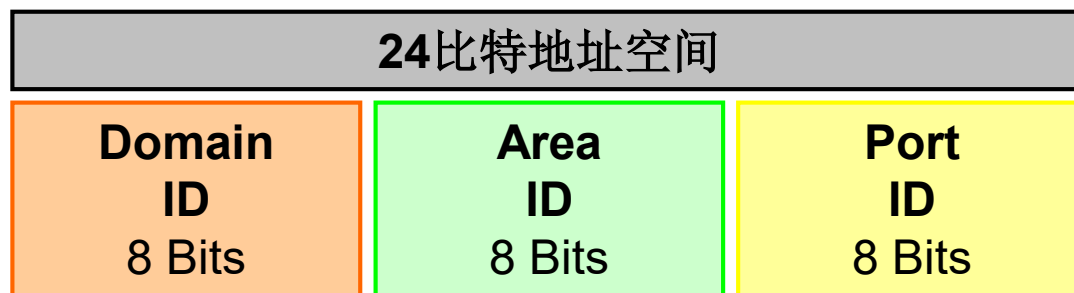 24比特地址空间
Domain
ID
8 Bits
Area
ID
8 Bits
Port
ID
8 Bits